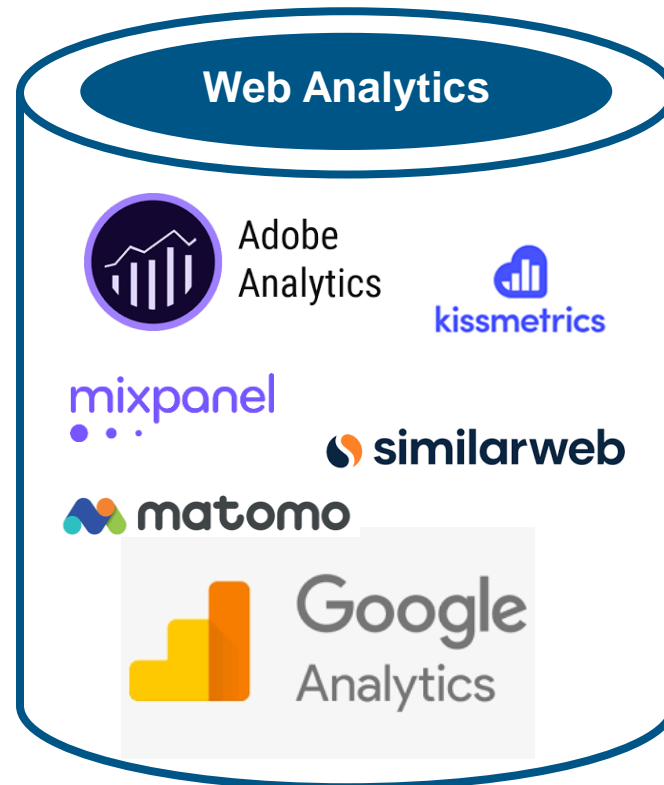 Web Analytics
Adobe
Analytics
kissmetrics
mixpanel
similarweb
matomo
Google
Analytics